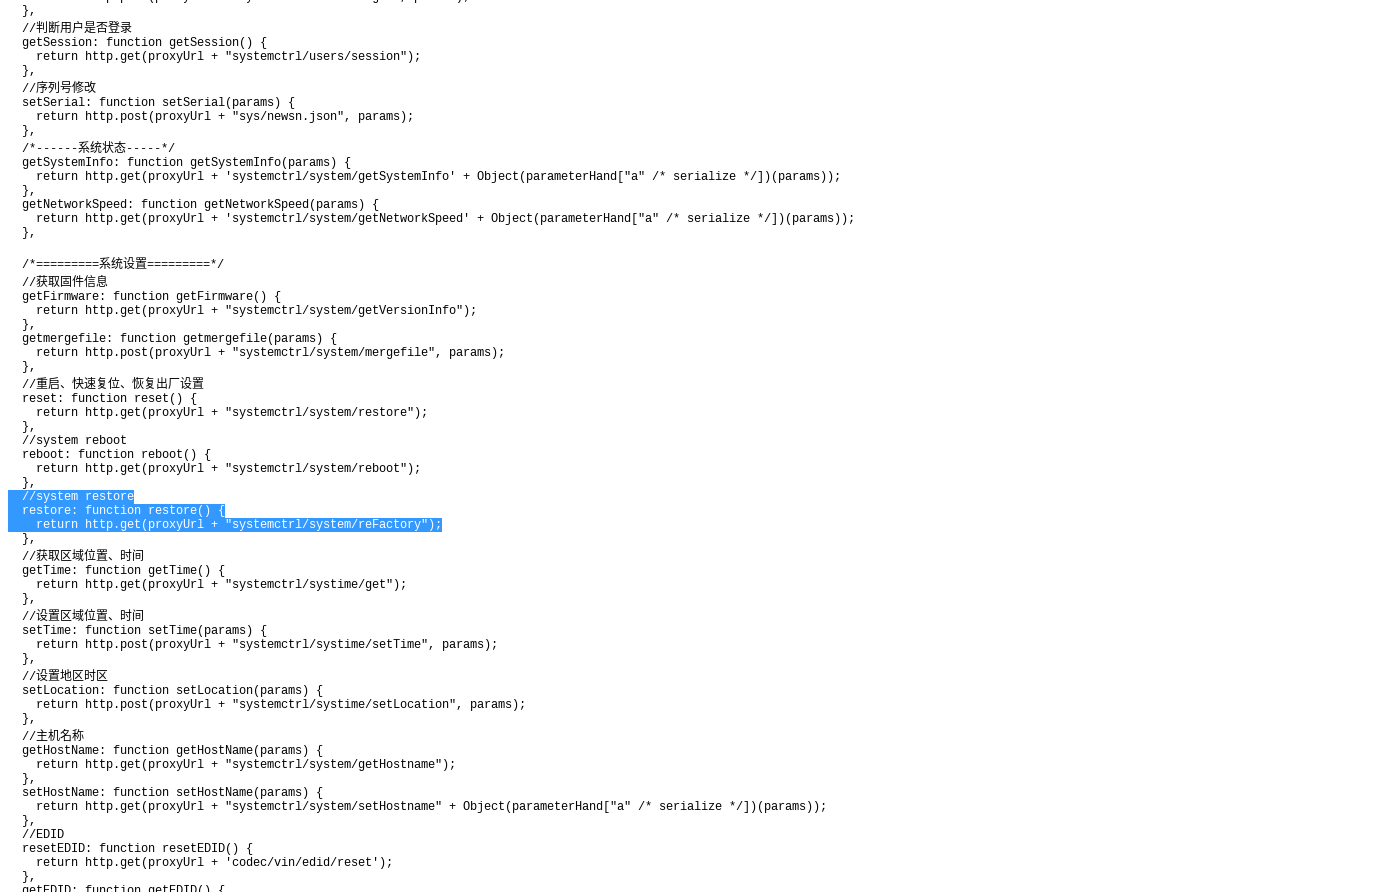 },
//判断用户是否登录
getSession: function getSession() {
return http.get(proxyUrl + "systemctrl/users/session");
},
//序列号修改
setSerial: function setSerial(params) {
return http.post(proxyUrl + "sys/newsn.json", params);
},
/*------系统状态-----*/
getSystemInfo: function getSystemInfo(params) {
return http.get(proxyUrl + 'systemctrl/system/getSystemInfo' + Object(parameterHand["a" /* serialize */])(params));
},
getNetworkSpeed: function getNetworkSpeed(params) {
return http.get(proxyUrl + 'systemctrl/system/getNetworkSpeed' + Object(parameterHand["a" /* serialize */])(params));
},
/*=========系统设置=========*/
//获取固件信息
getFirmware: function getFirmware() {
return http.get(proxyUrl + "systemctrl/system/getVersionInfo");
},
getmergefile: function getmergefile(params) {
return http.post(proxyUrl + "systemctrl/system/mergefile", params);
},
//重启、快速复位、恢复出厂设置
reset: function reset() {
return http.get(proxyUrl + "systemctrl/system/restore");
},
//system reboot
reboot: function reboot() {
return http.get(proxyUrl + "systemctrl/system/reboot");
},
//system restore
restore: function restore() {
return http.get(proxyUrl + "systemctrl/system/reFactory");
},
//获取区域位置、时间
getTime: function getTime() {
return http.get(proxyUrl + "systemctrl/systime/get");
},
//设置区域位置、时间
setTime: function setTime(params) {
return http.post(proxyUrl + "systemctrl/systime/setTime", params);
},
//设置地区时区
setLocation: function setLocation(params) {
return http.post(proxyUrl + "systemctrl/systime/setLocation", params);
},
//主机名称
getHostName: function getHostName(params) {
return http.get(proxyUrl + "systemctrl/system/getHostname");
},
setHostName: function setHostName(params) {
return http.get(proxyUrl + "systemctrl/system/setHostname" + Object(parameterHand["a" /* serialize */])(params));
},
//EDID
resetEDID: function resetEDID() {
return http.get(proxyUrl + 'codec/vin/edid/reset');
},
getEDID: function getEDID() {